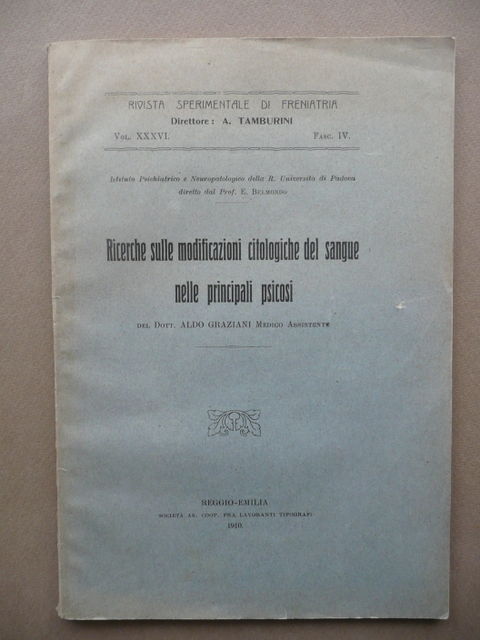 RIVISTA SPERIMENTALE DI FRENIATRIA
Direttore: A. TAMBURINI
VOL. XXXVI. FASC. IV.
Istituto Psichiatrico e Neuropatologico della R. Università di Padova
diretto dal Prof. E. BELMONDO
Ricerche sulle modificazioni citologiche del sangue
nelle principali psicosi
DEL DOTT. ALDO GRAZIANI MEDICO ASSISTENTE
REGGIO-EMILIA
SOCIETÀ AN. COOP. FRA LAVORANTI TIPOGRAFI
1910.